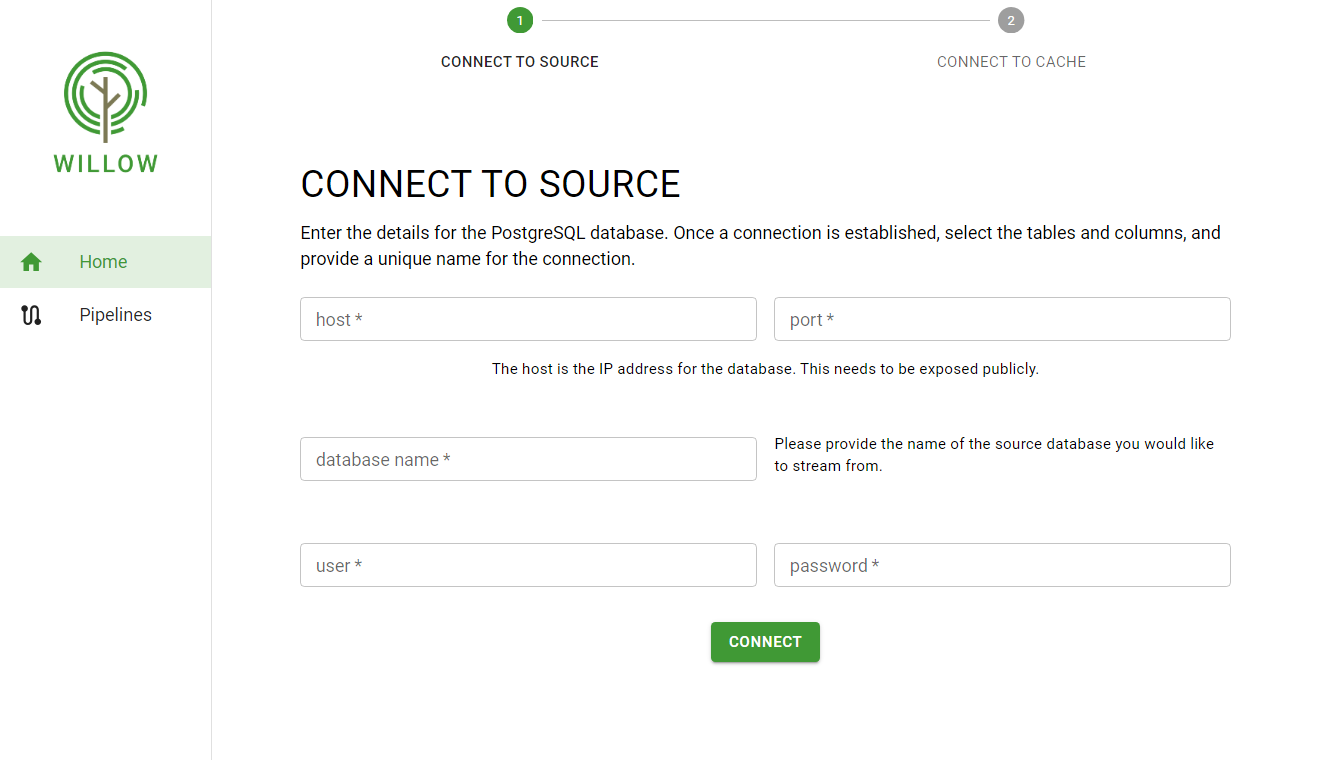 1
2
CONNECT TO SOURCE
CONNECT TO CACHE
WILLOW
Home
Pipelines
CONNECT TO SOURCE
Enter the details for the PostgreSQL database. Once a connection is established, select the tables and columns, and
provide a unique name for the connection.
host *
port *
The host is the IP address for the database. This needs to be exposed publicly.
database name *
Please provide the name of the source database you would like
to stream from.
user *
password *
CONNECT